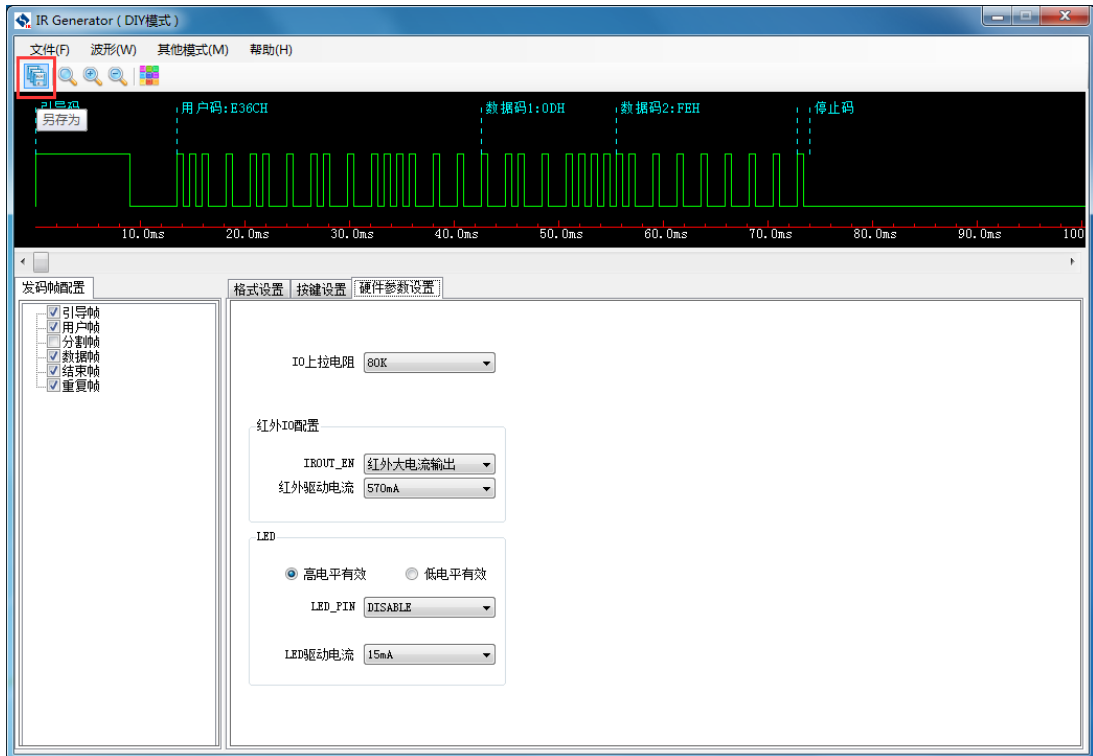 IR Generator ( DIY模式 )
文件(F) 波形(W) 其他模式(M) 帮助(H)
引导码 用户码:E36CH 数据码1:0DH 数据码2:FEH 停止码
另存为
10.0ms 20.0ms 30.0ms 40.0ms 50.0ms 60.0ms 70.0ms 80.0ms 90.0ms 100
发码帧配置
引导帧
用户帧
分割帧
数据帧
结束帧
重复帧
格式设置 按键设置 硬件参数设置
IO上拉电阻 80K
红外IO配置
IROUT_EN 红外大电流输出
红外驱动电流 570mA
LED
高电平有效 低电平有效
LED_PIN DISABLE
LED驱动电流 15mA